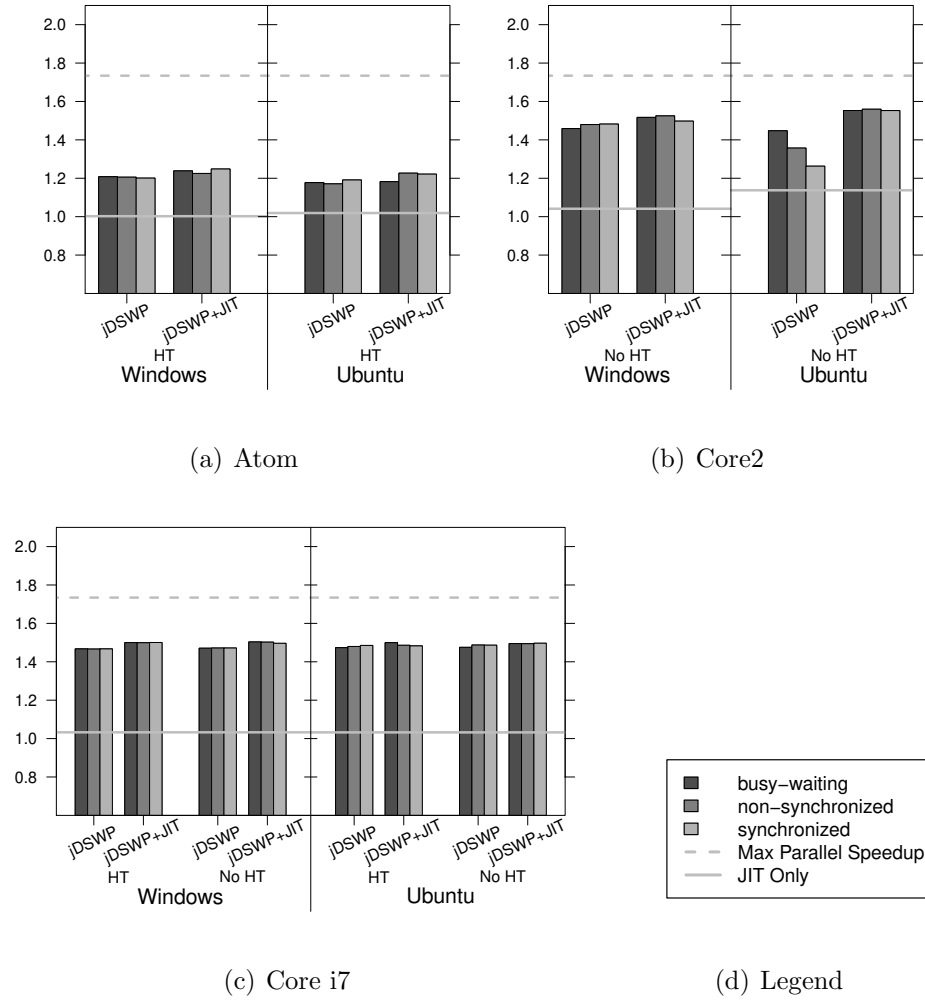 2.0
1.8
1.6
1.4
1.2
1.0
0.8
jDSWP
jDSWP+JIT
HT
Windows
jDSWP
jDSWP+JIT
HT
Ubuntu
(a) Atom
2.0
1.8
1.6
1.4
1.2
1.0
0.8
jDSWP
jDSWP+JIT
No HT
Windows
jDSWP
jDSWP+JIT
No HT
Ubuntu
(b) Core2
2.0
1.8
1.6
1.4
1.2
1.0
0.8
jDSWP
jDSWP+JIT
HT
jDSWP
jDSWP+JIT
No HT
Windows
jDSWP
jDSWP+JIT
HT
jDSWP
jDSWP+JIT
No HT
Ubuntu
(c) Core i7
busy−waiting
non−synchronized
synchronized
Max Parallel Speedup
JIT Only
(d) Legend